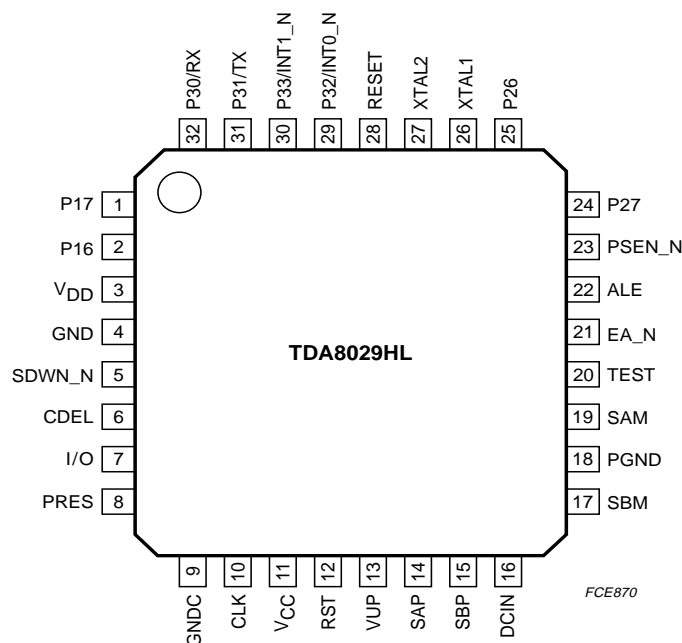 P30/RX
P31/TX
P33/INT1_N
P32/INT0_N
RESET
XTAL2
XTAL1
P26
32
31
30
29
28
27
26
25
P17 1
P16 2
VDD 3
GND 4
SDWN_N 5
CDEL 6
I/O 7
PRES 8
TDA8029HL
24 P27
23 PSEN_N
22 ALE
21 EA_N
20 TEST
19 SAM
18 PGND
17 SBM
9
10
11
12
13
14
15
16
GNDC
CLK
VCC
RST
VUP
SAP
SBP
DCIN
FCE870